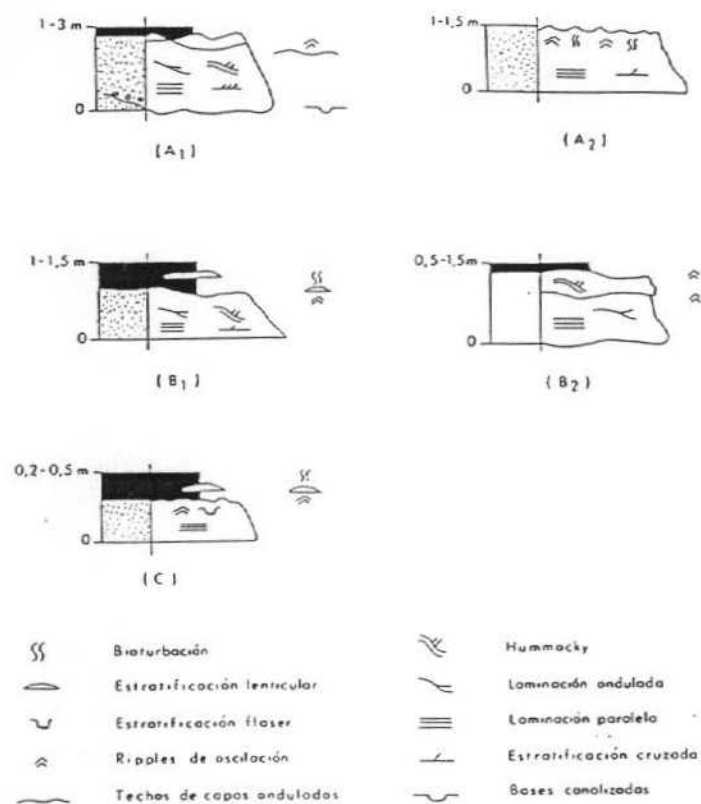 1-3 m
0
(A1)
1-1,5 m
0
(A2)
1-1,5 m
0
(B1)
0,5-1,5 m
0
(B2)
0,2-0,5 m
0
(C)
Bioturbación
Estratificación lenticular
Estratificación flaser
Ripples de oscilación
Techos de capas ondulados
Hummocky
Laminación ondulada
Laminación paralela
Estratificación cruzada
Bases canalizadas